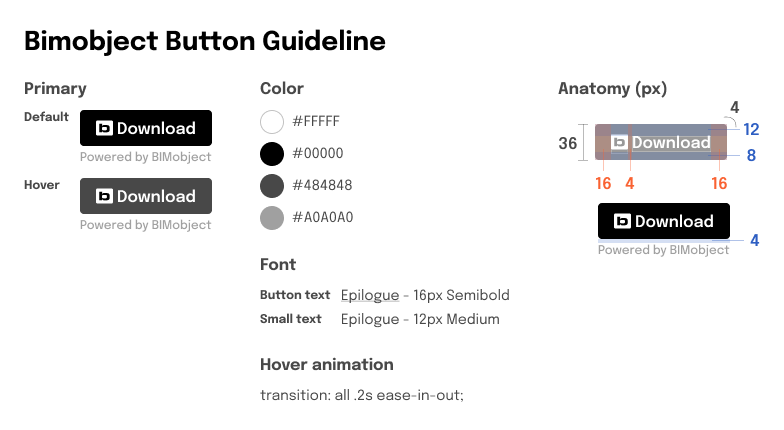 Bimobject Button Guideline
Primary
Default
Download
Powered by BIMobject
Hover
Download
Powered by BIMobject
Color
#FFFFF
#00000
#484848
#A0A0A0
Font
Button text Epilogue - 16px Semibold
Small text Epilogue - 12px Medium
Hover animation
transition: all .2s ease-in-out;
Anatomy (px)
4
36
Download
12
8
16 4 16
Download
4
Powered by BIMobject